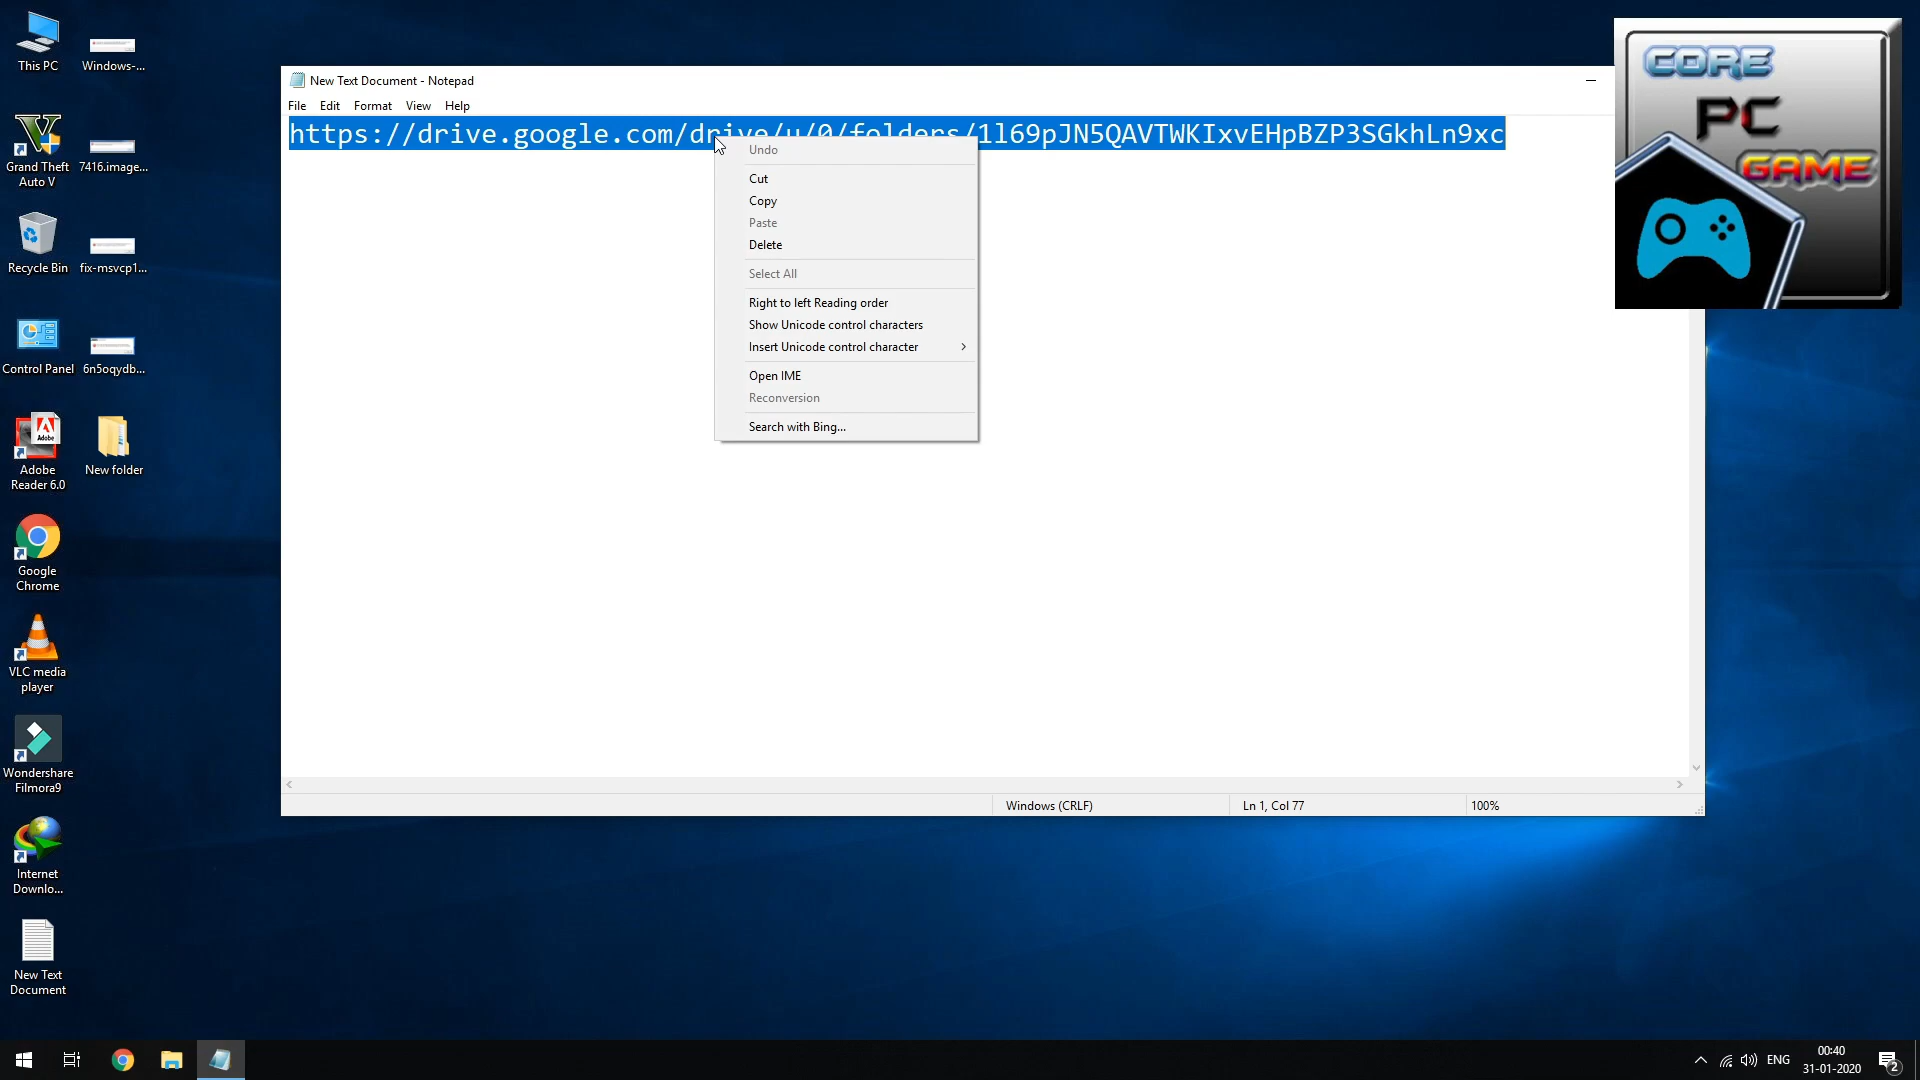 This PC
Windows-...
Grand Theft
Auto V
7416.image...
Recycle Bin
fix-msvcp1...
Control Panel
6n5oqydb...
Adobe
Adobe
Reader 6.0
New folder
Google
Chrome
VLC media
player
Wondershare
Filmora9
Internet
Downlo...
New Text
Document
New Text Document - Notepad
File Edit Format View Help
https://drive.google.com/drive/u/0/folders/1l69pJN5QAVTWKIxvEHpBZP3SGkhLn9xc
Undo
Cut
Copy
Paste
Delete
Select All
Right to left Reading order
Show Unicode control characters
Insert Unicode control character
Open IME
Reconversion
Search with Bing...
Windows (CRLF)
Ln 1, Col 77
100%
CORE
PC
GAME
ENG
00:40
31-01-2020
2